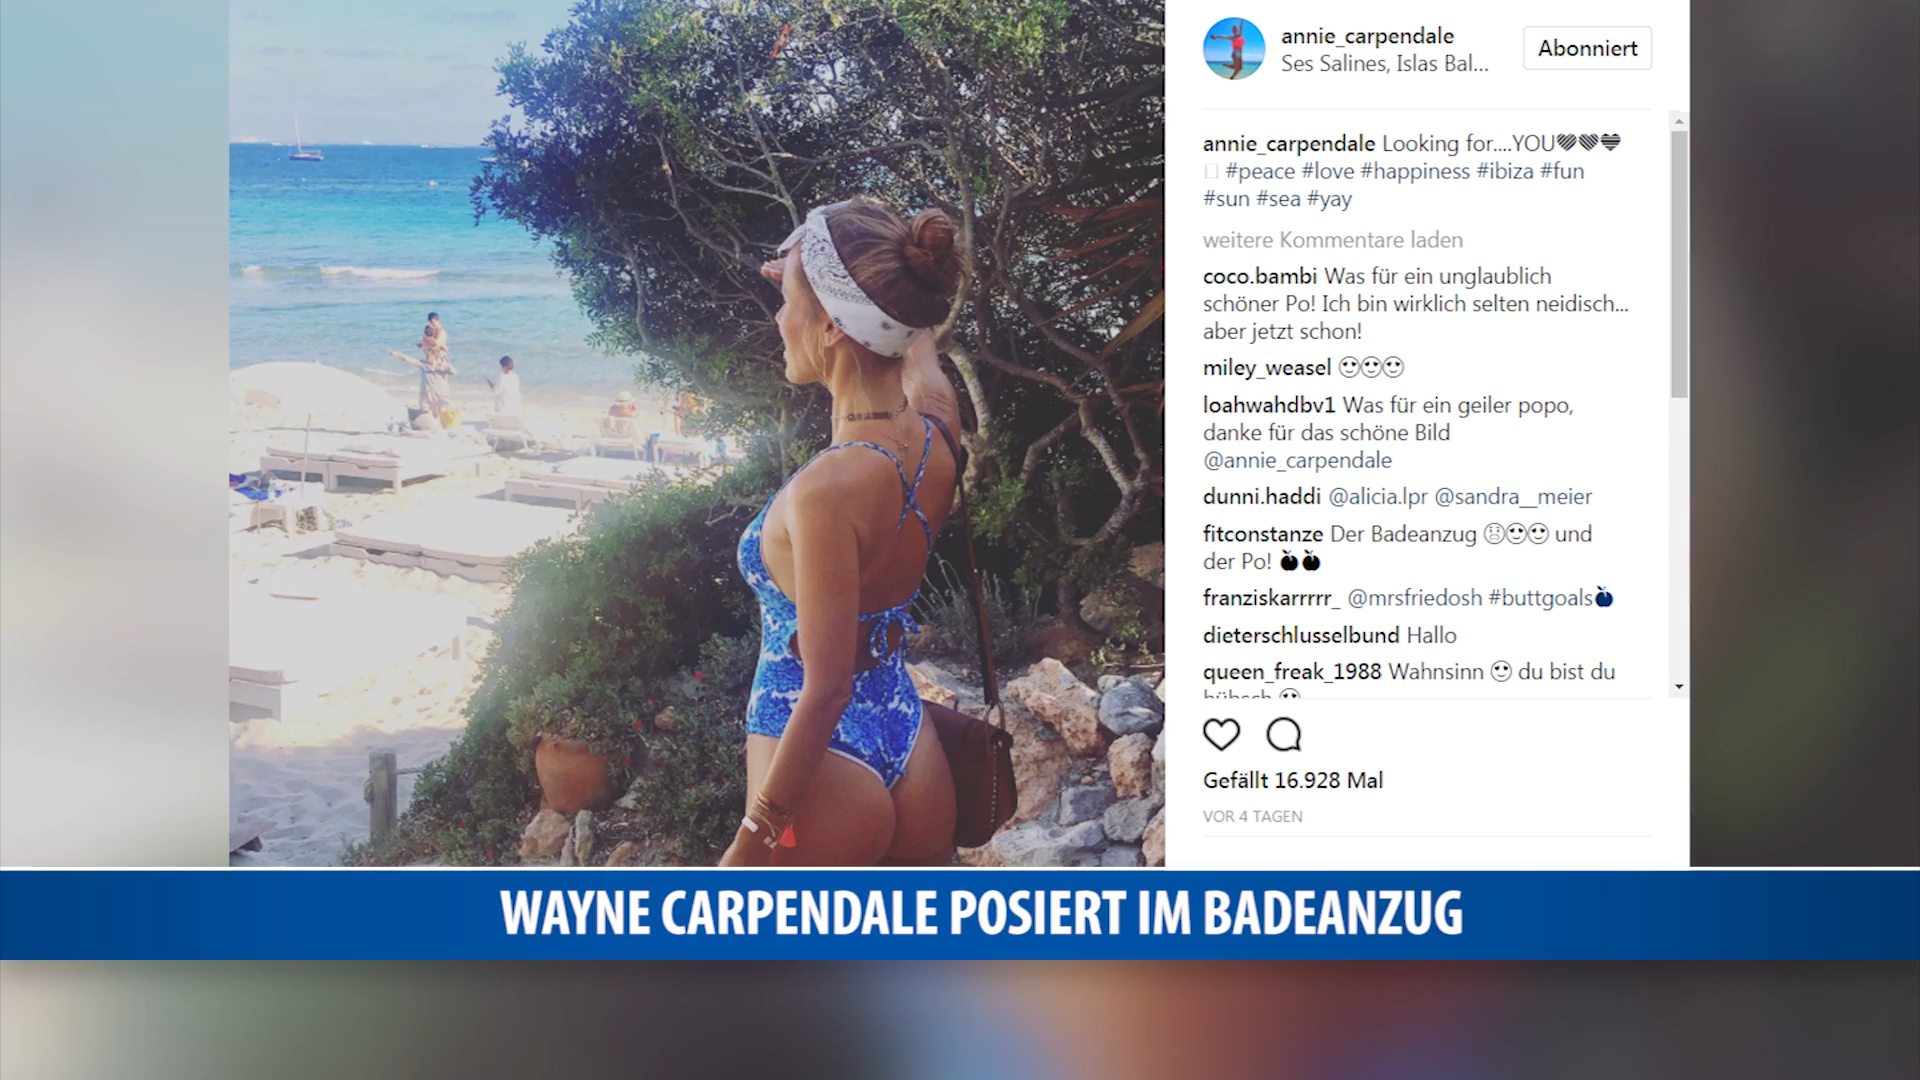 annie_carpendale
Ses Salines, Islas Bal...
Abonniert
annie_carpendale Looking for....YOU
#peace #love #happiness #ibiza #fun
#sun #sea #yay
weitere Kommentare laden
coco.bambi Was für ein unglaublich
schöner Po! Ich bin wirklich selten neidisch...
aber jetzt schon!
miley_weasel
loahwahdbv1 Was für ein geiler popo,
danke für das schöne Bild
@annie_carpendale
dunni.haddi @alicia.lpr @sandra__meier
fitconstanze Der Badeanzug und
der Po!
franziskarrrrr_ @mrsfriedosh #buttgoals
dieterschlusselbund Hallo
queen_freak_1988 Wahnsinn du bist du
Gefällt 16.928 Mal
VOR 4 TAGEN
WAYNE CARPENDALE POSIERT IM BADEANZUG